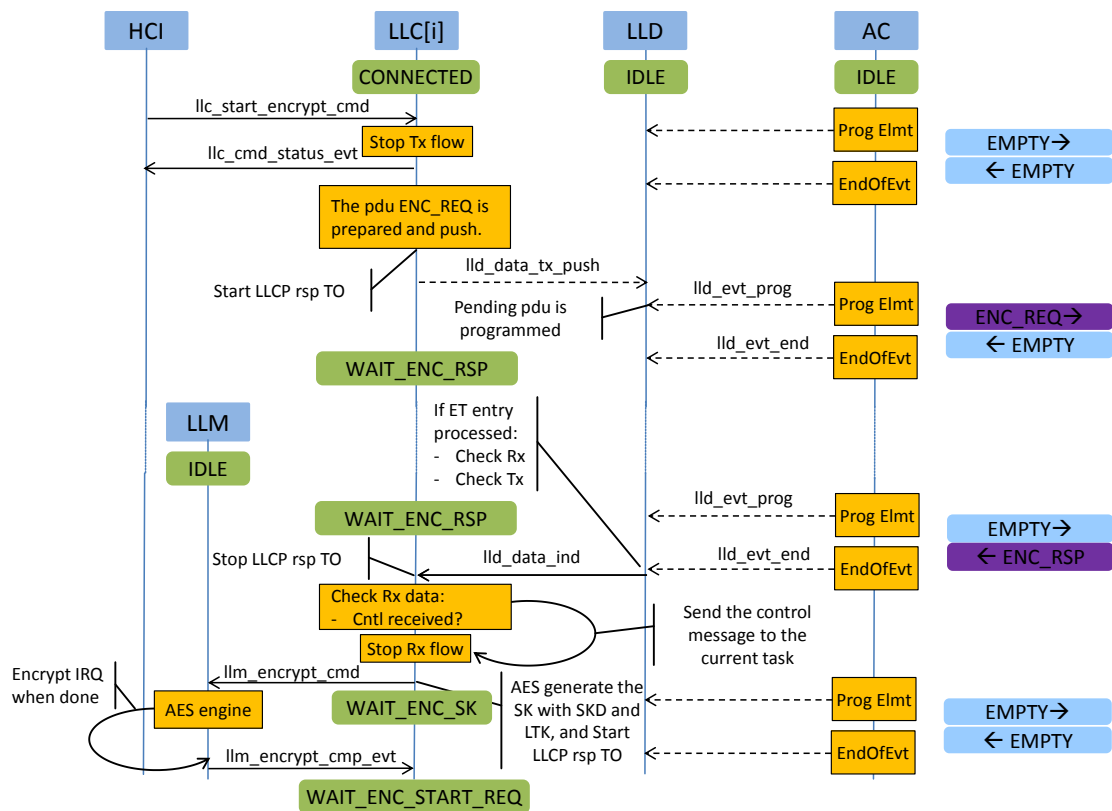 HCI
LLC[i]
LLD
AC
CONNECTED
IDLE
IDLE
llc_start_encrypt_cmd
Stop Tx flow
Prog Elmt
EMPTY→
llc_cmd_status_evt
← EMPTY
EndOfEvt
The pdu ENC_REQ is
prepared and push.
Start LLCP rsp TO
lld_data_tx_push
Pending pdu is
programmed
lld_evt_prog
Prog Elmt
ENC_REQ→
← EMPTY
lld_evt_end
EndOfEvt
WAIT_ENC_RSP
LLM
IDLE
If ET entry
processed:
- Check Rx
- Check Tx
WAIT_ENC_RSP
lld_evt_prog
Prog Elmt
EMPTY→
← ENC_RSP
Stop LLCP rsp TO
lld_data_ind
lld_evt_end
EndOfEvt
Check Rx data:
- Cntl received?
Stop Rx flow
Send the control
message to the
current task
Encrypt IRQ
when done
llm_encrypt_cmd
AES engine
WAIT_ENC_SK
AES generate the
SK with SKD and
LTK, and Start
LLCP rsp TO
Prog Elmt
EMPTY→
← EMPTY
EndOfEvt
llm_encrypt_cmp_evt
WAIT_ENC_START_REQ